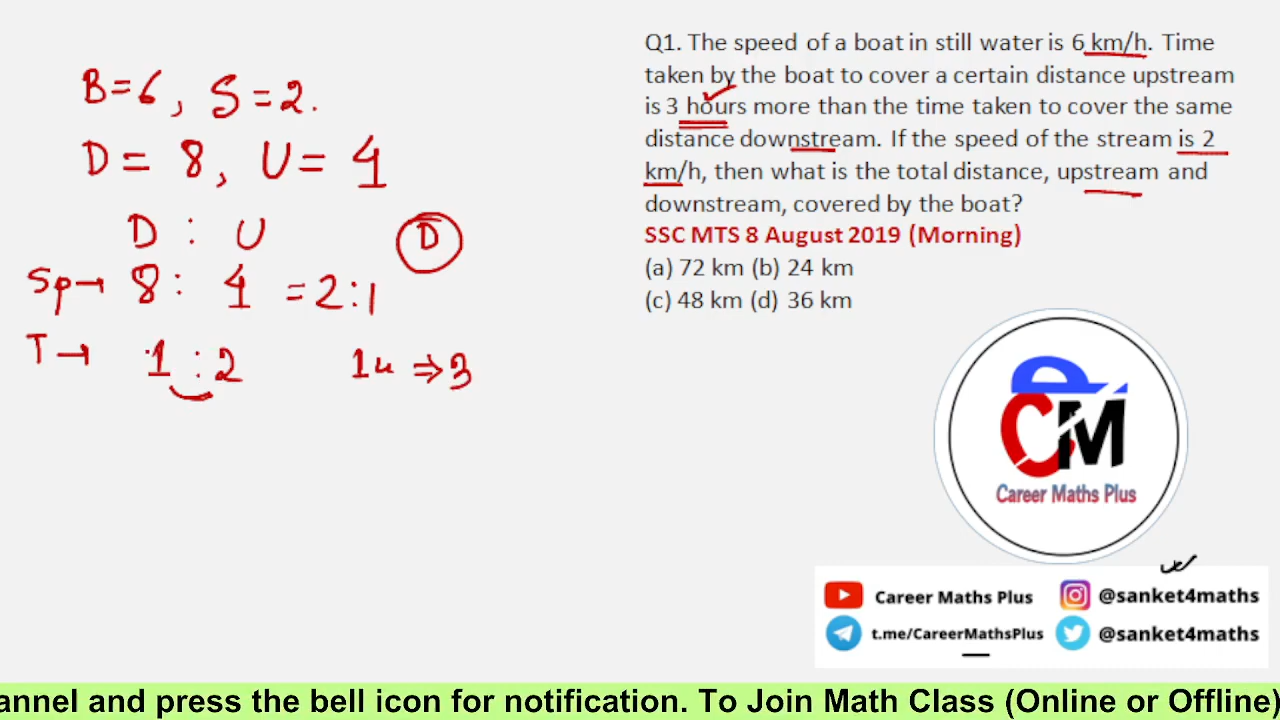 B=6, S=2.
D = 8, U = 4
D : U
D
Sp→ 8 : 4 = 2:1
T → 1 : 2 1u ⇒ 3
Q1. The speed of a boat in still water is 6 km/h. Time
taken by the boat to cover a certain distance upstream
is 3 hours more than the time taken to cover the same
distance downstream. If the speed of the stream is 2
km/h, then what is the total distance, upstream and
downstream, covered by the boat?
SSC MTS 8 August 2019 (Morning)
(a) 72 km (b) 24 km
(c) 48 km (d) 36 km
CM
Career Maths Plus
Career Maths Plus
@sanket4maths
t.me/CareerMathsPlus
@sanket4maths
annel and press the bell icon for notification. To Join Math Class (Online or Offline)